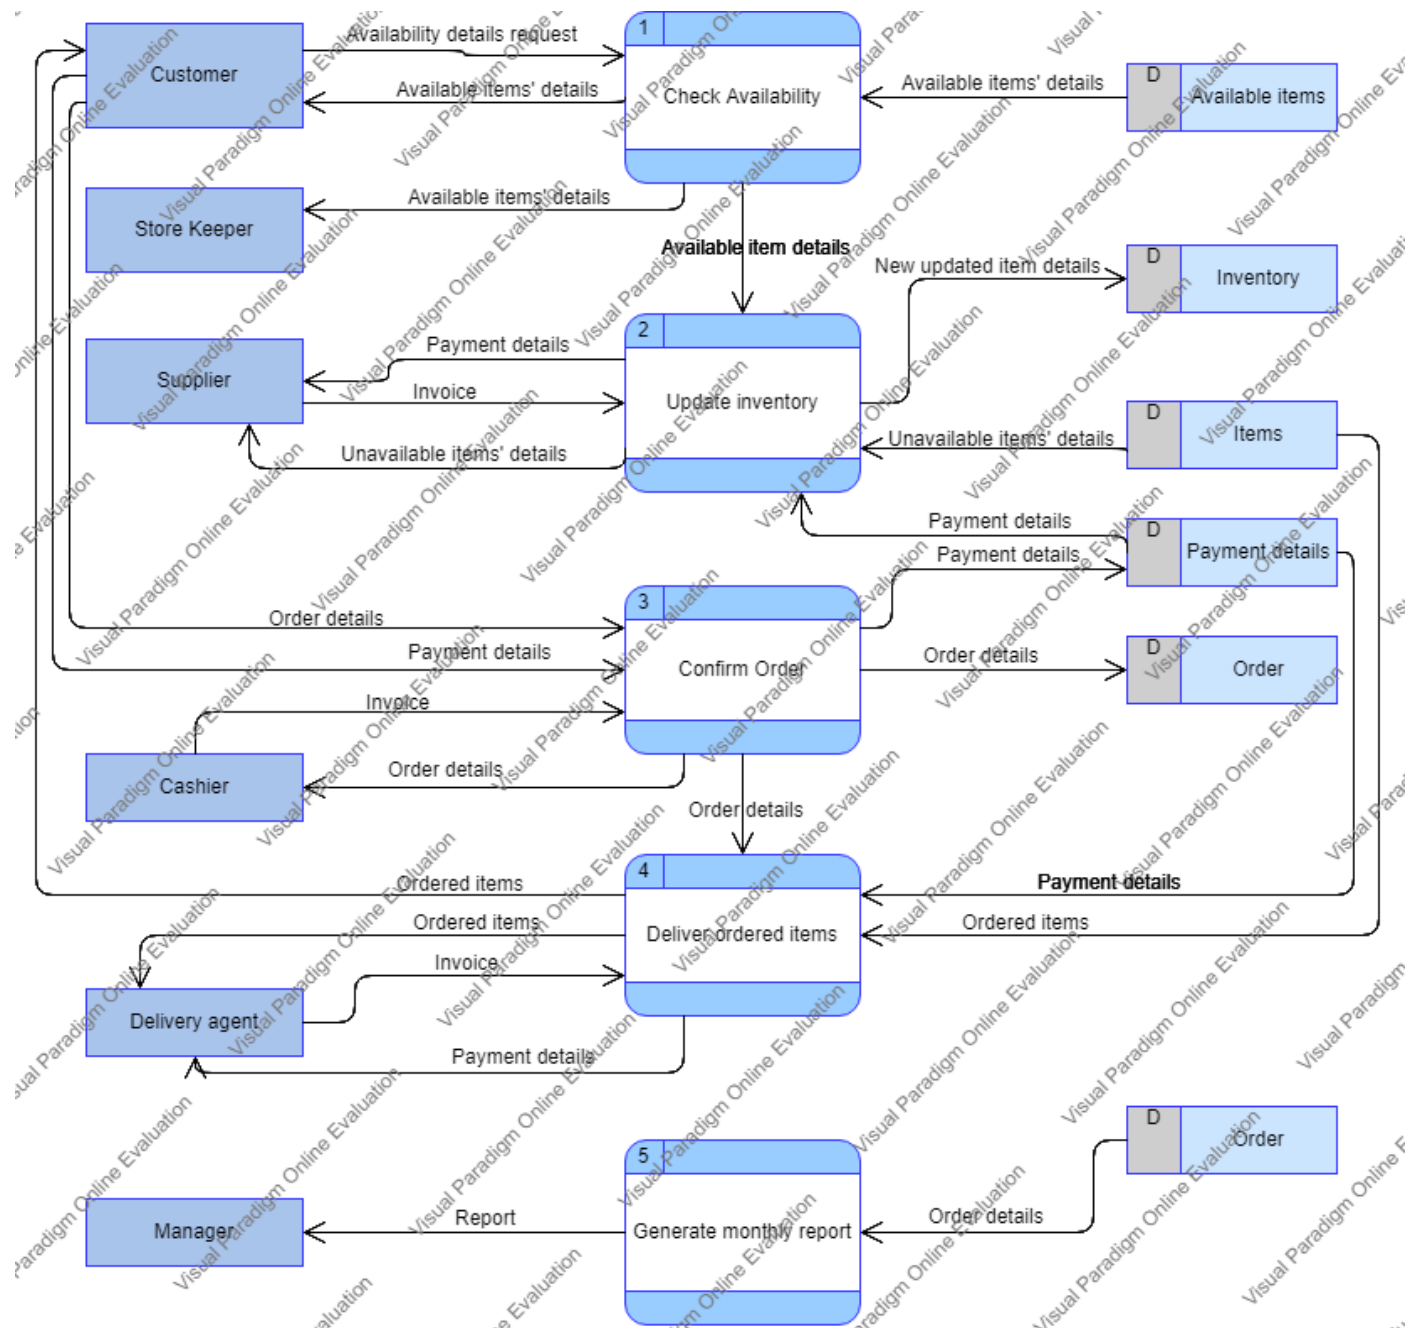 Customer
Availability details request
Available items' details
1
Check Availability
Available items' details
D
Available items
Store Keeper
Available items' details
Available item details
New updated item details
D
Inventory
Supplier
Payment details
Invoice
Unavailable items' details
2
Update inventory
Unavailable items' details
D
Items
Payment details
Payment details
D
Payment details
3
Confirm Order
Order details
Payment details
Invoice
Order details
D
Order
Cashier
Order details
Order details
4
Deliver ordered items
Ordered items
Ordered items
Invoice
Payment details
Payment details
Ordered items
Delivery agent
D
Order
5
Generate monthly report
Order details
Report
Manager
Visual Paradigm Online Evaluation